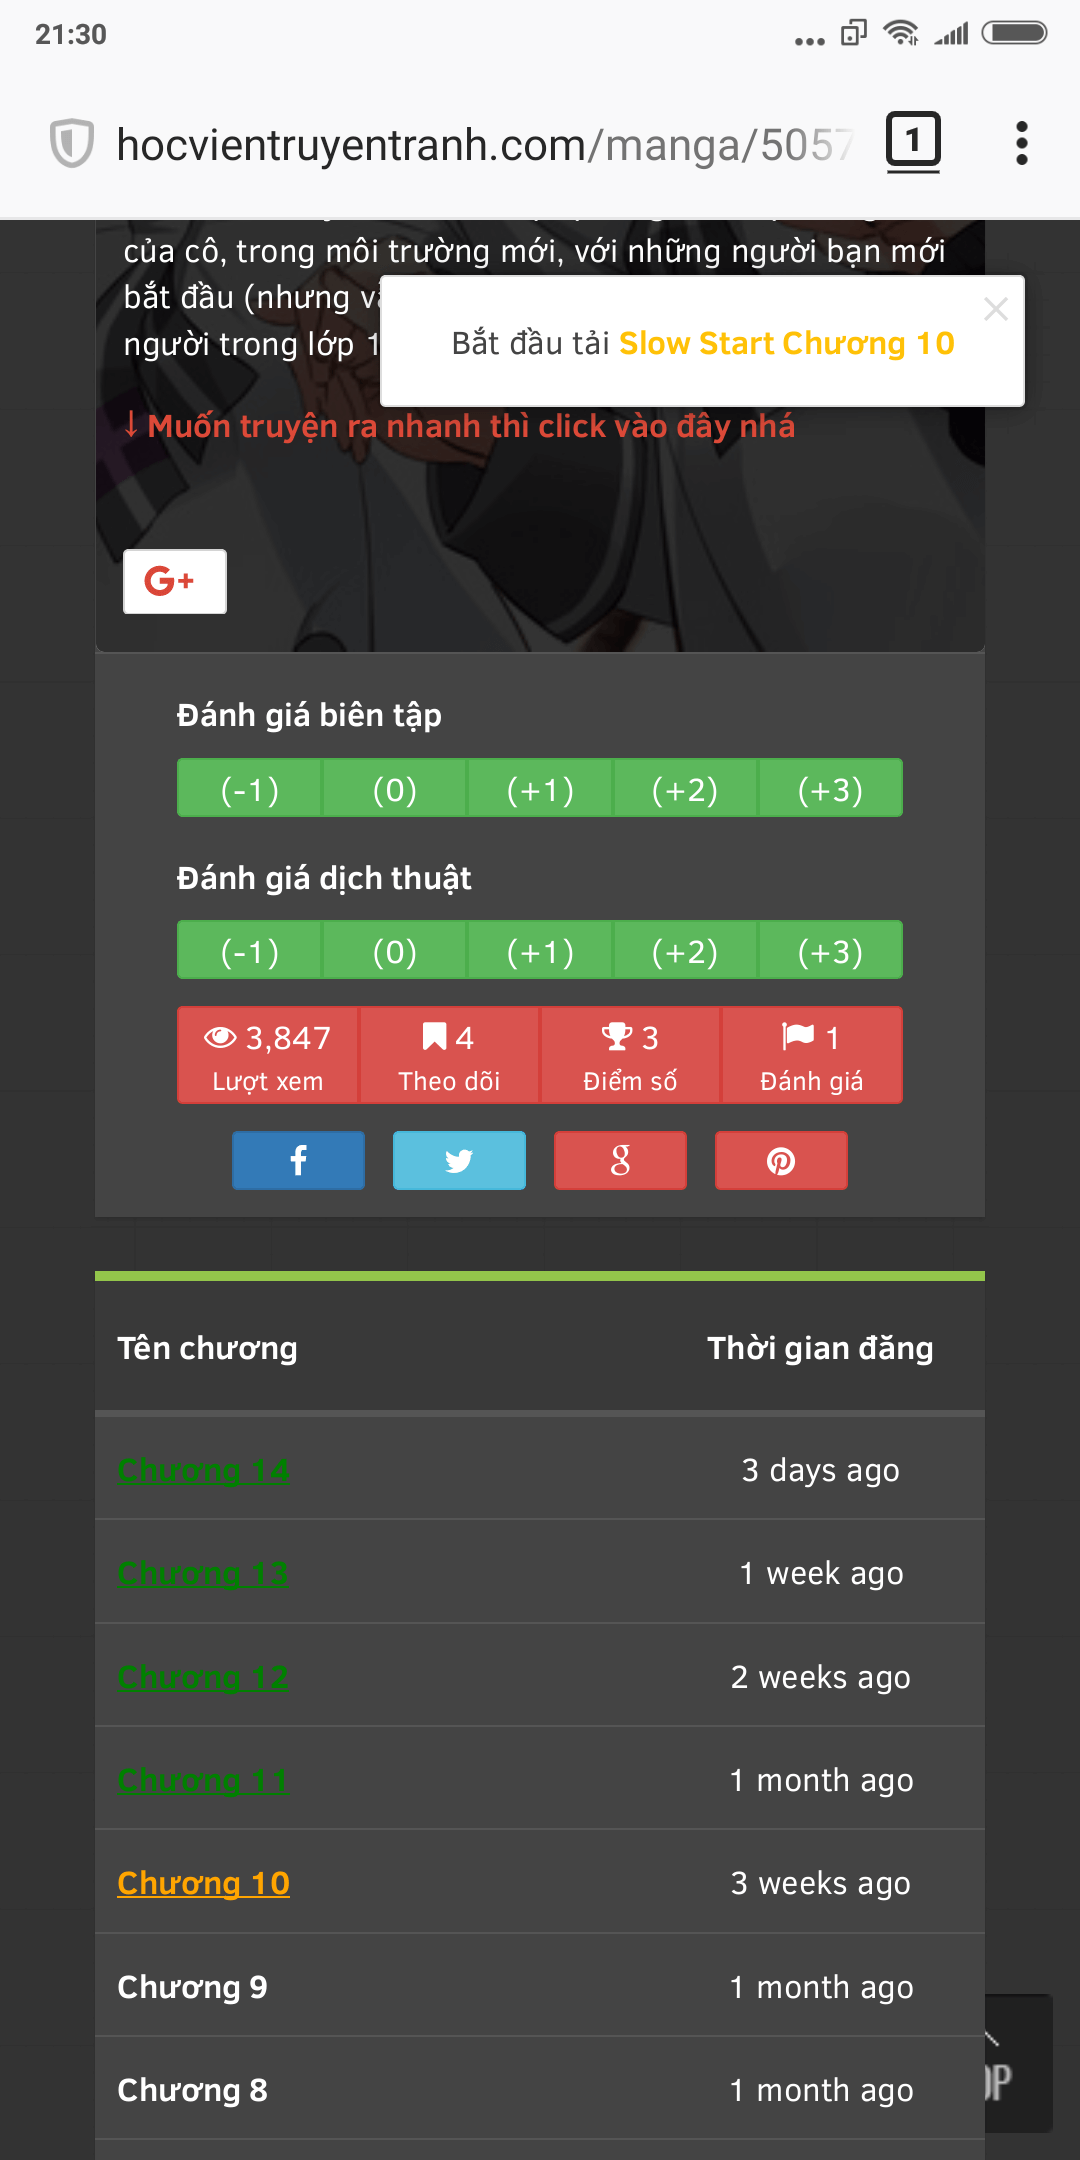 21:30
hocvientruyentranh.com/manga/5057
1
của cô, trong môi trường mới, với những người bạn mới
bắt đầu (nhưng
người trong lớp 1
Bắt đầu tải Slow Start Chương 10
↓ Muốn truyện ra nhanh thì click vào đây nhá
G+
Đánh giá biên tập
(-1) (0) (+1) (+2) (+3)
Đánh giá dịch thuật
(-1) (0) (+1) (+2) (+3)
3,847 4 3 1
Lượt xem Theo dõi Điểm số Đánh giá
Tên chương Thời gian đăng
Chương 14 3 days ago
Chương 13 1 week ago
Chương 12 2 weeks ago
Chương 11 1 month ago
Chương 10 3 weeks ago
Chương 9 1 month ago
Chương 8 1 month ago